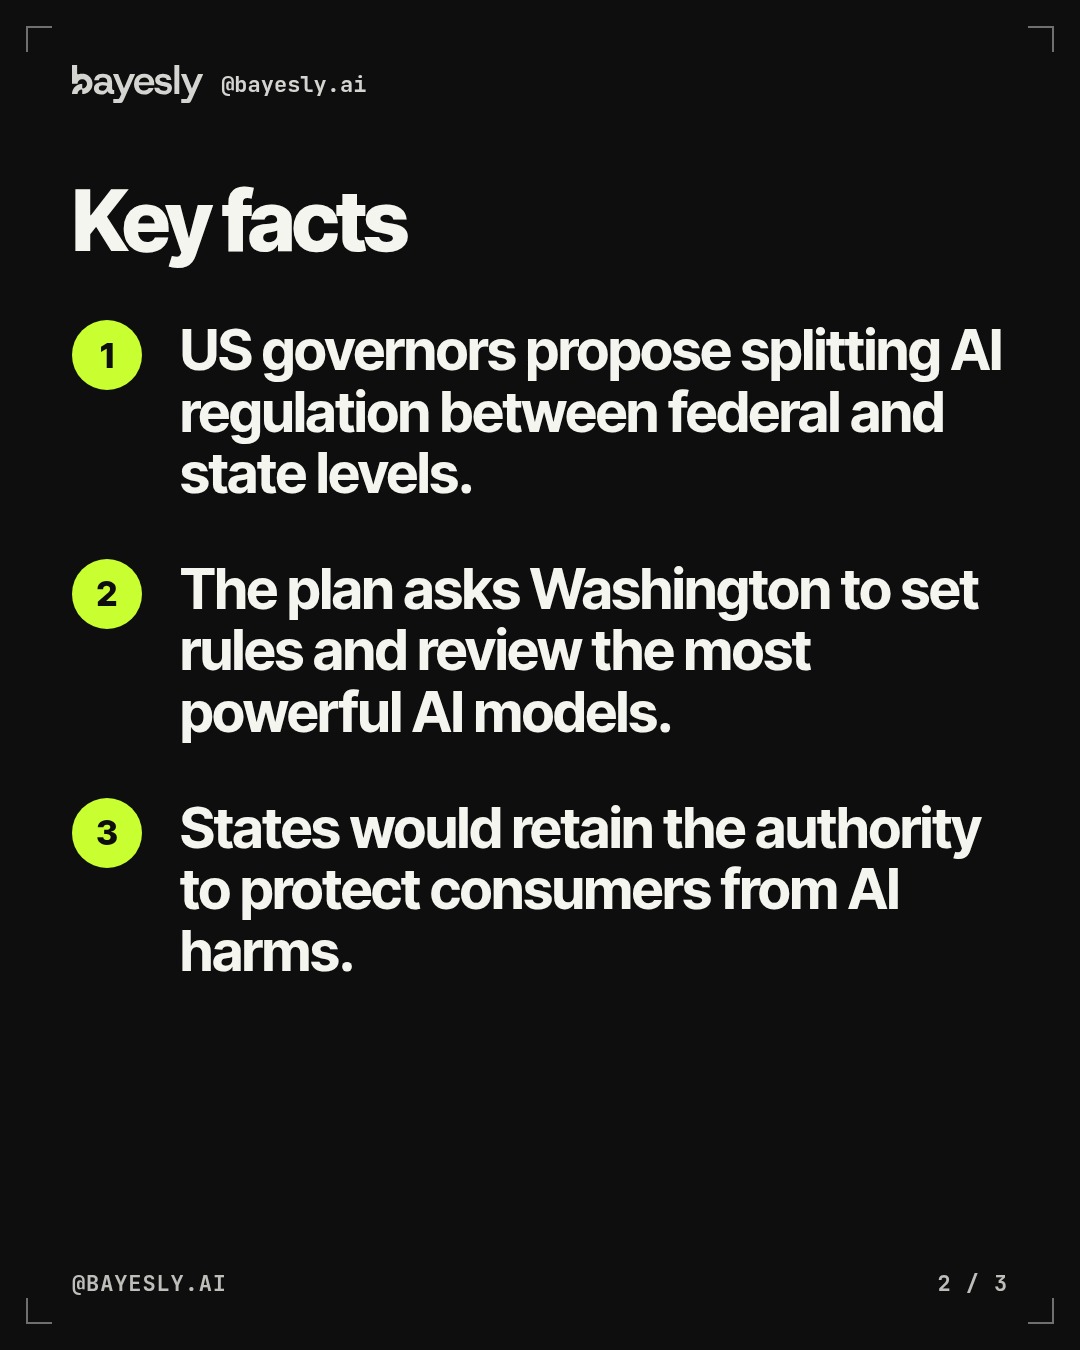 bayesly @bayesly.ai
Key facts
1 US governors propose splitting AI
regulation between federal and
state levels.
2 The plan asks Washington to set
rules and review the most
powerful AI models.
3 States would retain the authority
to protect consumers from AI
harms.
@BAYESLY.AI 2 / 3